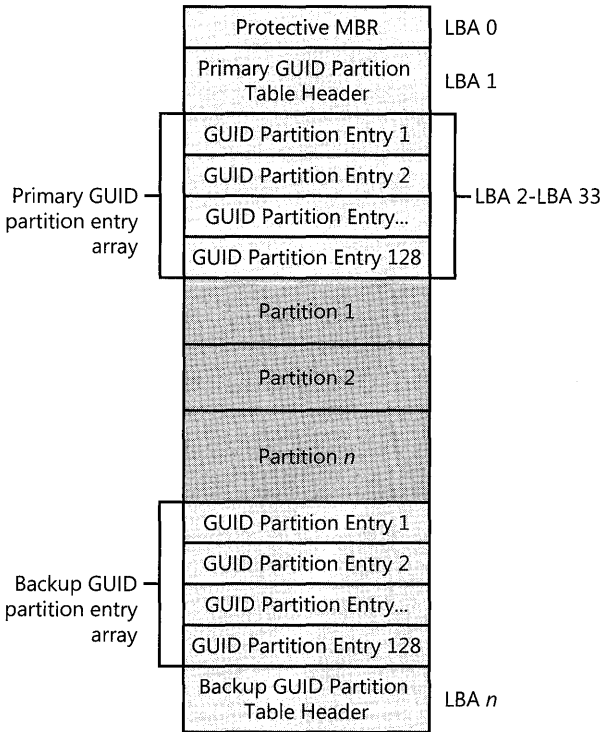 Protective MBR
LBA 0
Primary GUID Partition
Table Header
LBA 1
GUID Partition Entry 1
GUID Partition Entry 2
GUID Partition Entry...
GUID Partition Entry 128
Primary GUID
partition entry
array
LBA 2-LBA 33
Partition 1
Partition 2
Partition n
GUID Partition Entry 1
GUID Partition Entry 2
GUID Partition Entry...
GUID Partition Entry 128
Backup GUID
partition entry
array
Backup GUID Partition
Table Header
LBA n